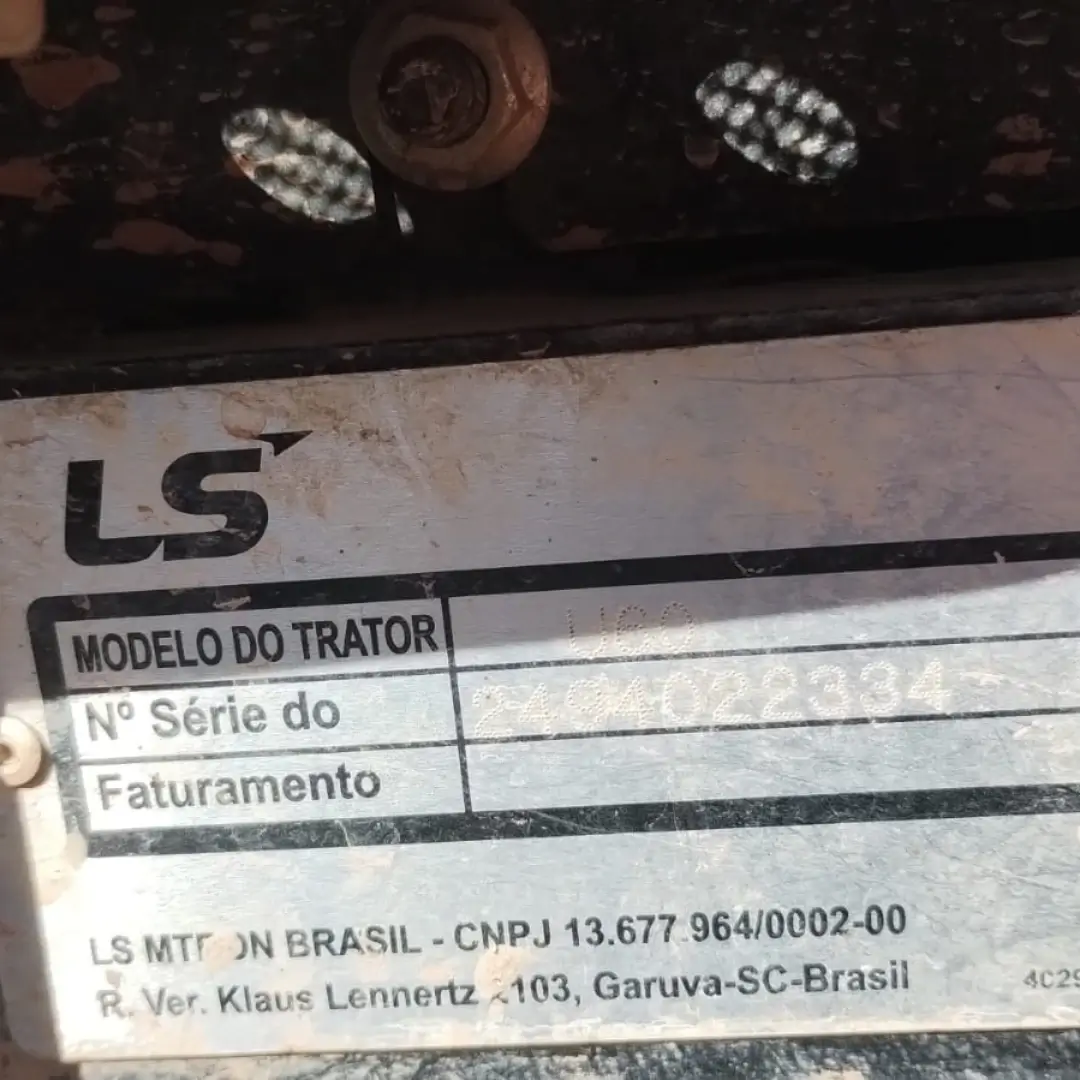 LS
MODELO DO TRATOR U60
Nº Série do 2494022334
Faturamento
LS BRASIL - CNPJ 13.677.964/0002-00
R. Ver. Klaus Lennertz Garuva-SC-Brasil